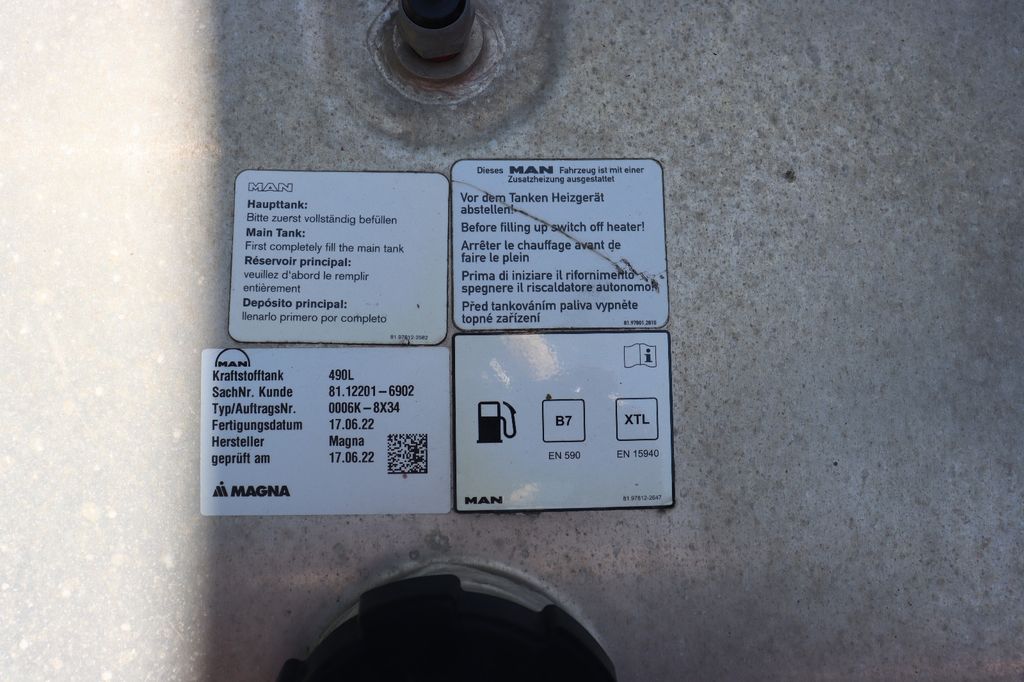 MAN
Haupttank:
Bitte zuerst vollständig befüllen
Main Tank:
First completely fill the main tank
Réservoir principal:
veuillez d'abord le remplir
entièrement
Depósito principal:
llenarlo primero por completo
81.97812-2582
Dieses MAN Fahrzeug ist mit einer
Zusatzheizung ausgestattet
Vor dem Tanken Heizgerät
abstellen!
Before filling up switch off heater!
Arrêter le chauffage avant de
faire le plein
Prima di iniziare il rifornimento
spegnere il riscaldatore autonomo!
Před tankováním paliva vypněte
topné zařízení
81.97801.2810
MAN
Kraftstofftank 490L
SachNr. Kunde 81.12201-6902
Typ/AuftragsNr. 0006K-8X34
Fertigungsdatum 17.06.22
Hersteller Magna
geprüft am 17.06.22
MAGNA
i
B7
XTL
EN 590
EN 15940
MAN
81.97812-2647